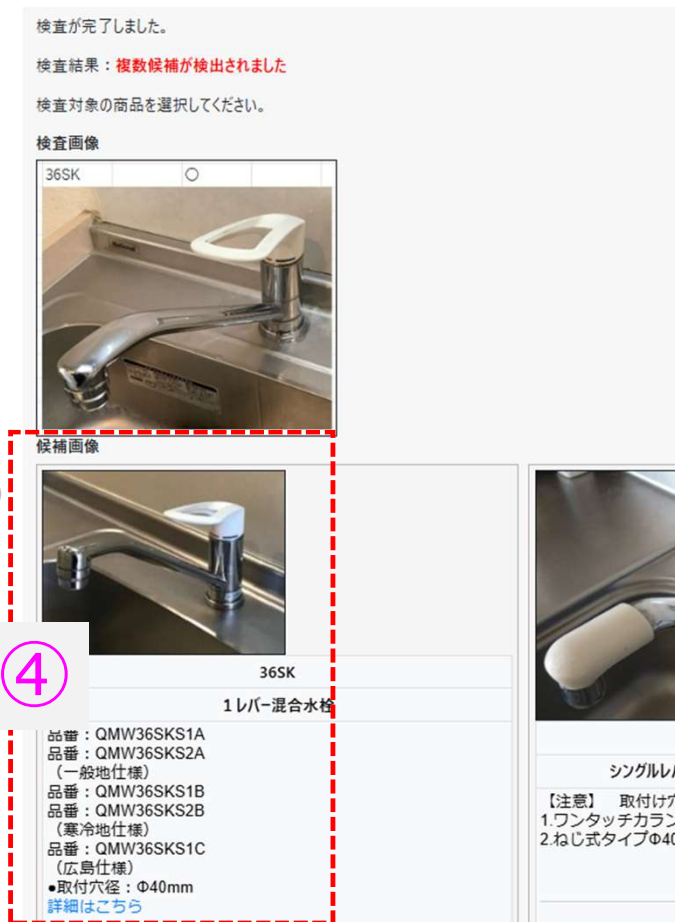 検査が完了しました。
検査結果：複数候補が検出されました
検査対象の商品を選択してください。
検査画像
36SK ○
National
候補画像
④
36SK
1レバー混合水栓
品番：QMW36SKS1A
品番：QMW36SKS2A
（一般地仕様）
品番：QMW36SKS1B
品番：QMW36SKS2B
（寒冷地仕様）
品番：QMW36SKS1C
（広島仕様）
●取付穴径：Φ40mm
詳細はこちら
シングルレ
【注意】 取付け
1.ワンタッチカラン
2.ねじ式タイプΦ40